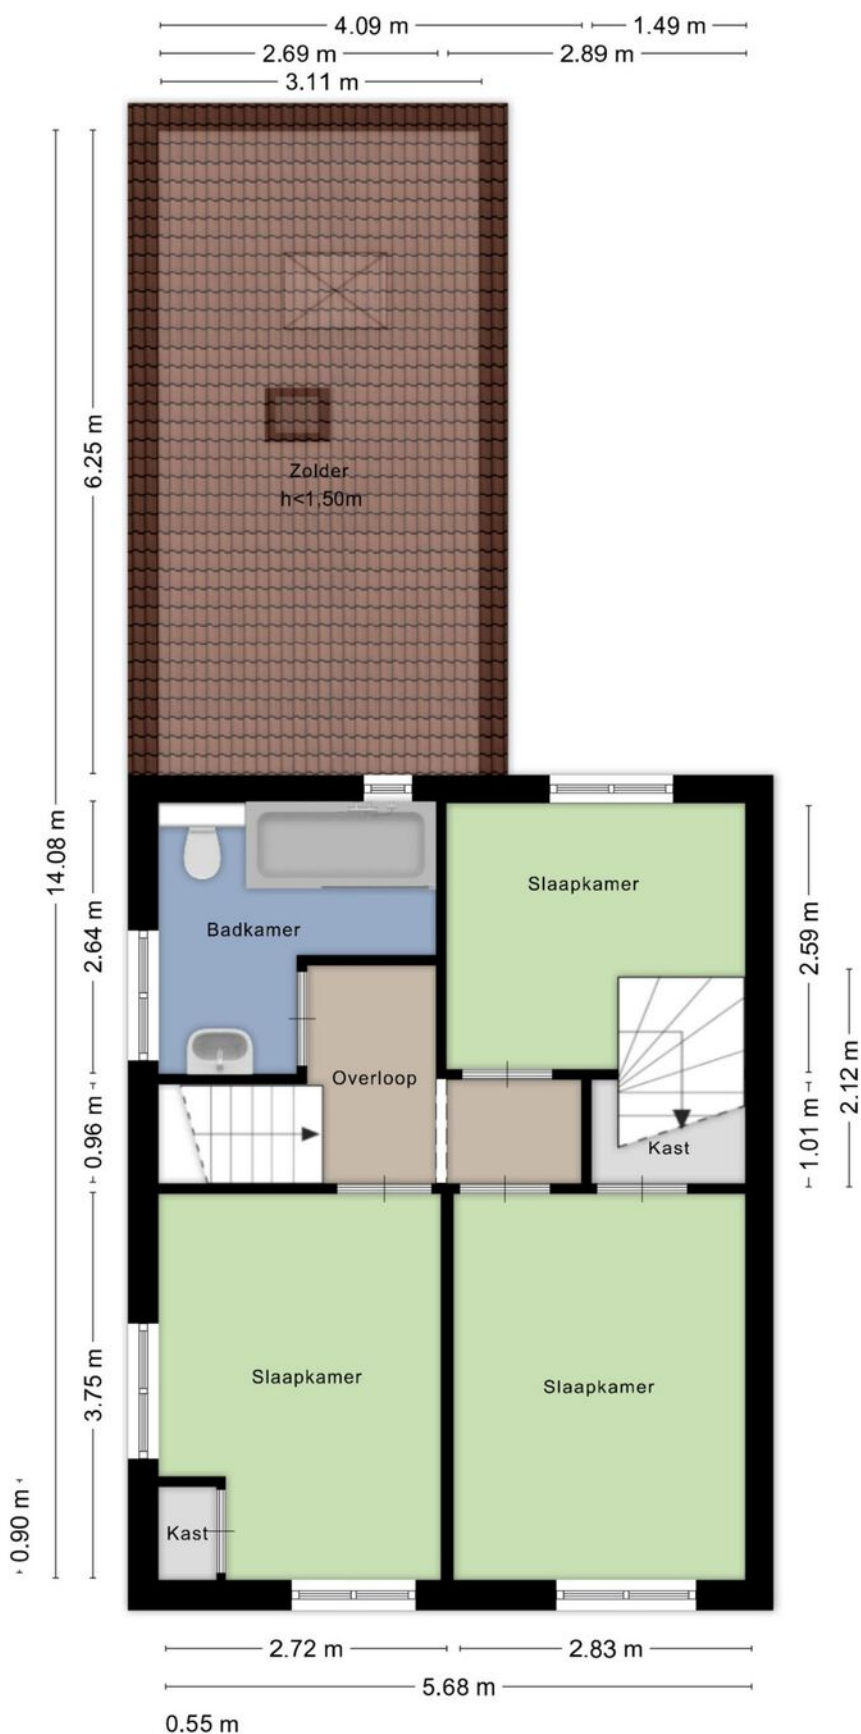 4.09 m
1.49 m
2.69 m
2.89 m
3.11 m
6.25 m
Zolder
h<1,50m
14.08 m
Slaapkamer
2.64 m
Badkamer
2.59 m
2.12 m
Overloop
0.96 m
1.01 m
Kast
3.75 m
Slaapkamer
Slaapkamer
0.90 m
Kast
2.72 m
2.83 m
5.68 m
0.55 m